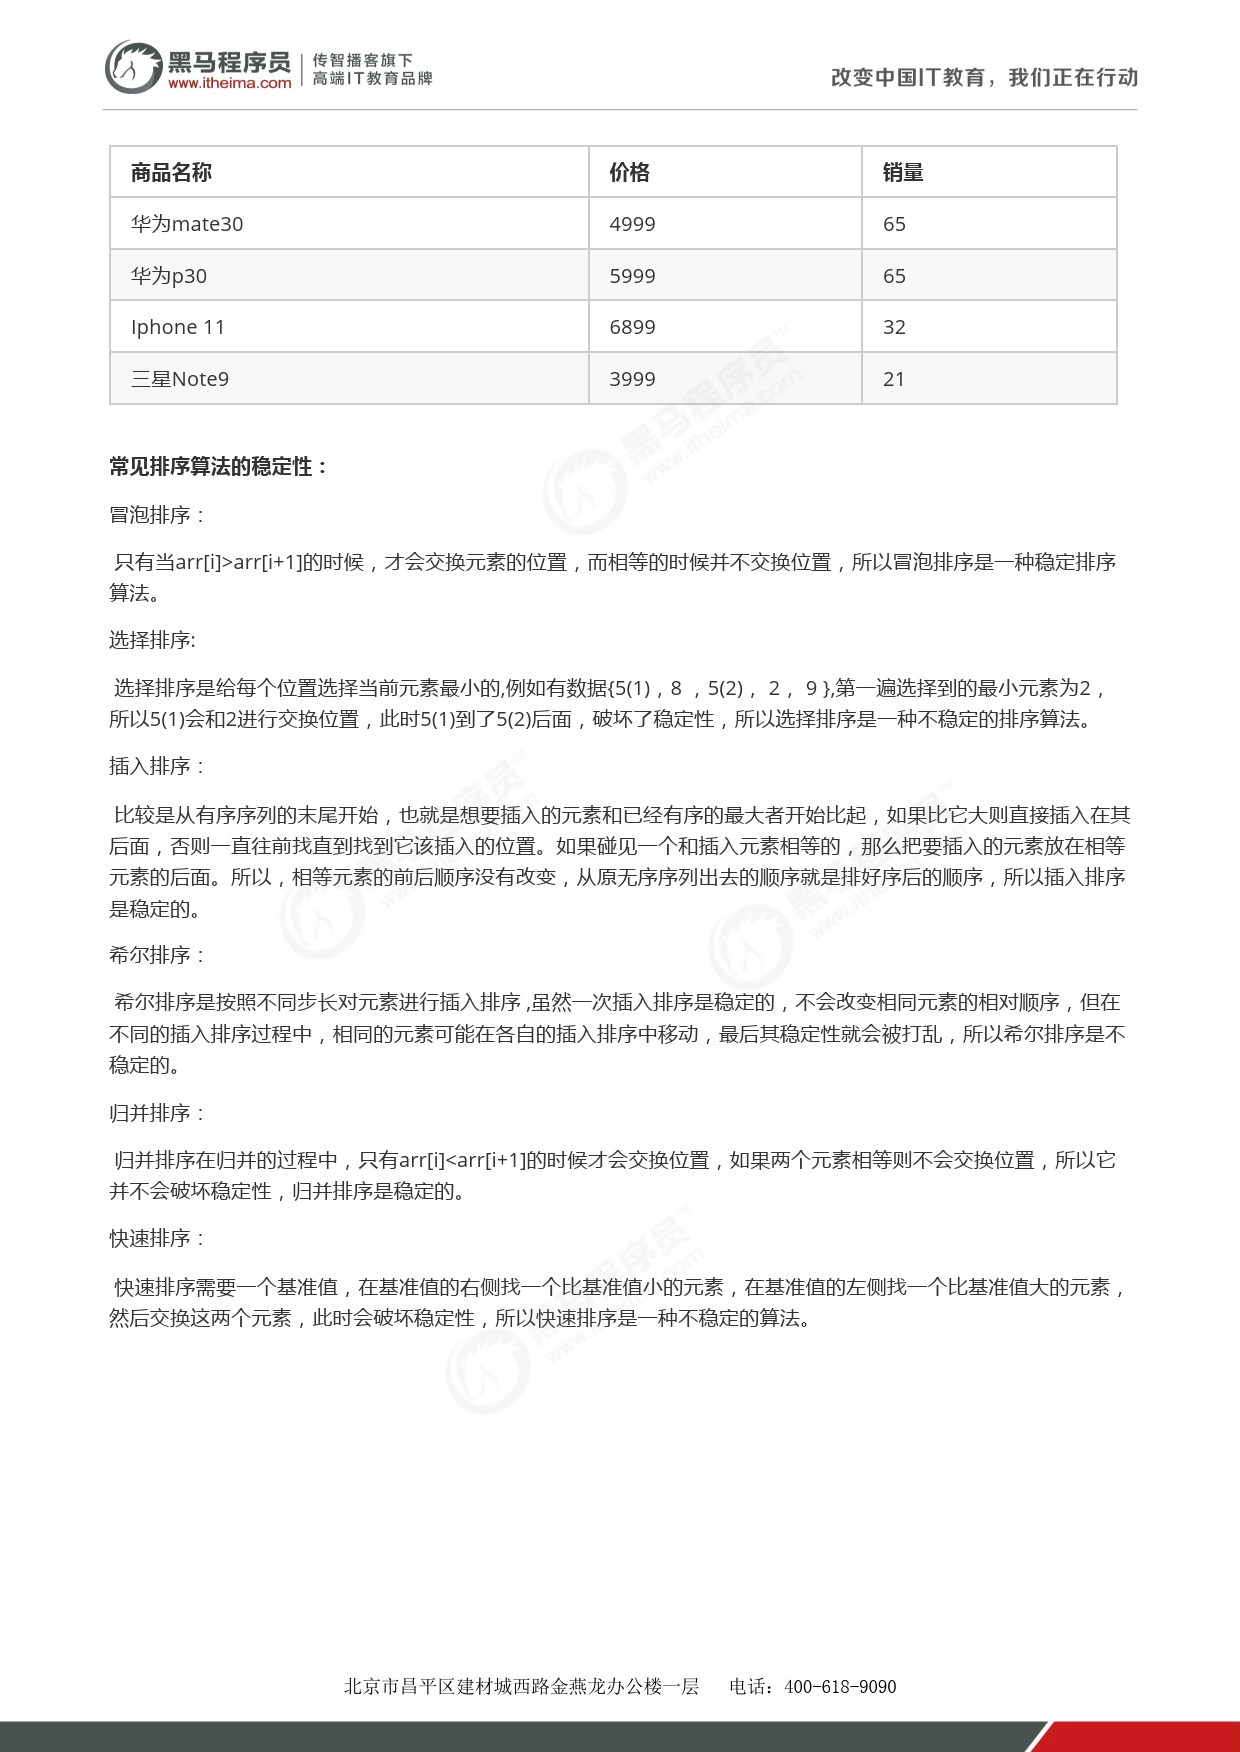 黑马程序员
www.itheima.com
传智播客旗下
高端IT教育品牌
改变中国IT教育，我们正在行动
商品名称 价格 销量
华为mate30 4999 65
华为p30 5999 65
Iphone 11 6899 32
三星Note9 3999 21
常见排序算法的稳定性：
冒泡排序：
只有当arr[i]>arr[i+1]的时候，才会交换元素的位置，而相等的时候并不交换位置，所以冒泡排序是一种稳定排序
算法。
选择排序:
选择排序是给每个位置选择当前元素最小的,例如有数据{5(1)，8 ，5(2)， 2， 9 },第一遍选择到的最小元素为2，
所以5(1)会和2进行交换位置，此时5(1)到了5(2)后面，破坏了稳定性，所以选择排序是一种不稳定的排序算法。
插入排序：
比较是从有序序列的末尾开始，也就是想要插入的元素和已经有序的最大者开始比起，如果比它大则直接插入在其
后面，否则一直往前找直到找到它该插入的位置。如果碰见一个和插入元素相等的，那么把要插入的元素放在相等
元素的后面。所以，相等元素的前后顺序没有改变，从原无序序列出去的顺序就是排好序后的顺序，所以插入排序
是稳定的。
希尔排序：
希尔排序是按照不同步长对元素进行插入排序 ,虽然一次插入排序是稳定的，不会改变相同元素的相对顺序，但在
不同的插入排序过程中，相同的元素可能在各自的插入排序中移动，最后其稳定性就会被打乱，所以希尔排序是不
稳定的。
归并排序：
归并排序在归并的过程中，只有arr[i]<arr[i+1]的时候才会交换位置，如果两个元素相等则不会交换位置，所以它
并不会破坏稳定性，归并排序是稳定的。
快速排序：
快速排序需要一个基准值，在基准值的右侧找一个比基准值小的元素，在基准值的左侧找一个比基准值大的元素，
然后交换这两个元素，此时会破坏稳定性，所以快速排序是一种不稳定的算法。
北京市昌平区建材城西路金燕龙办公楼一层 电话：400-618-9090